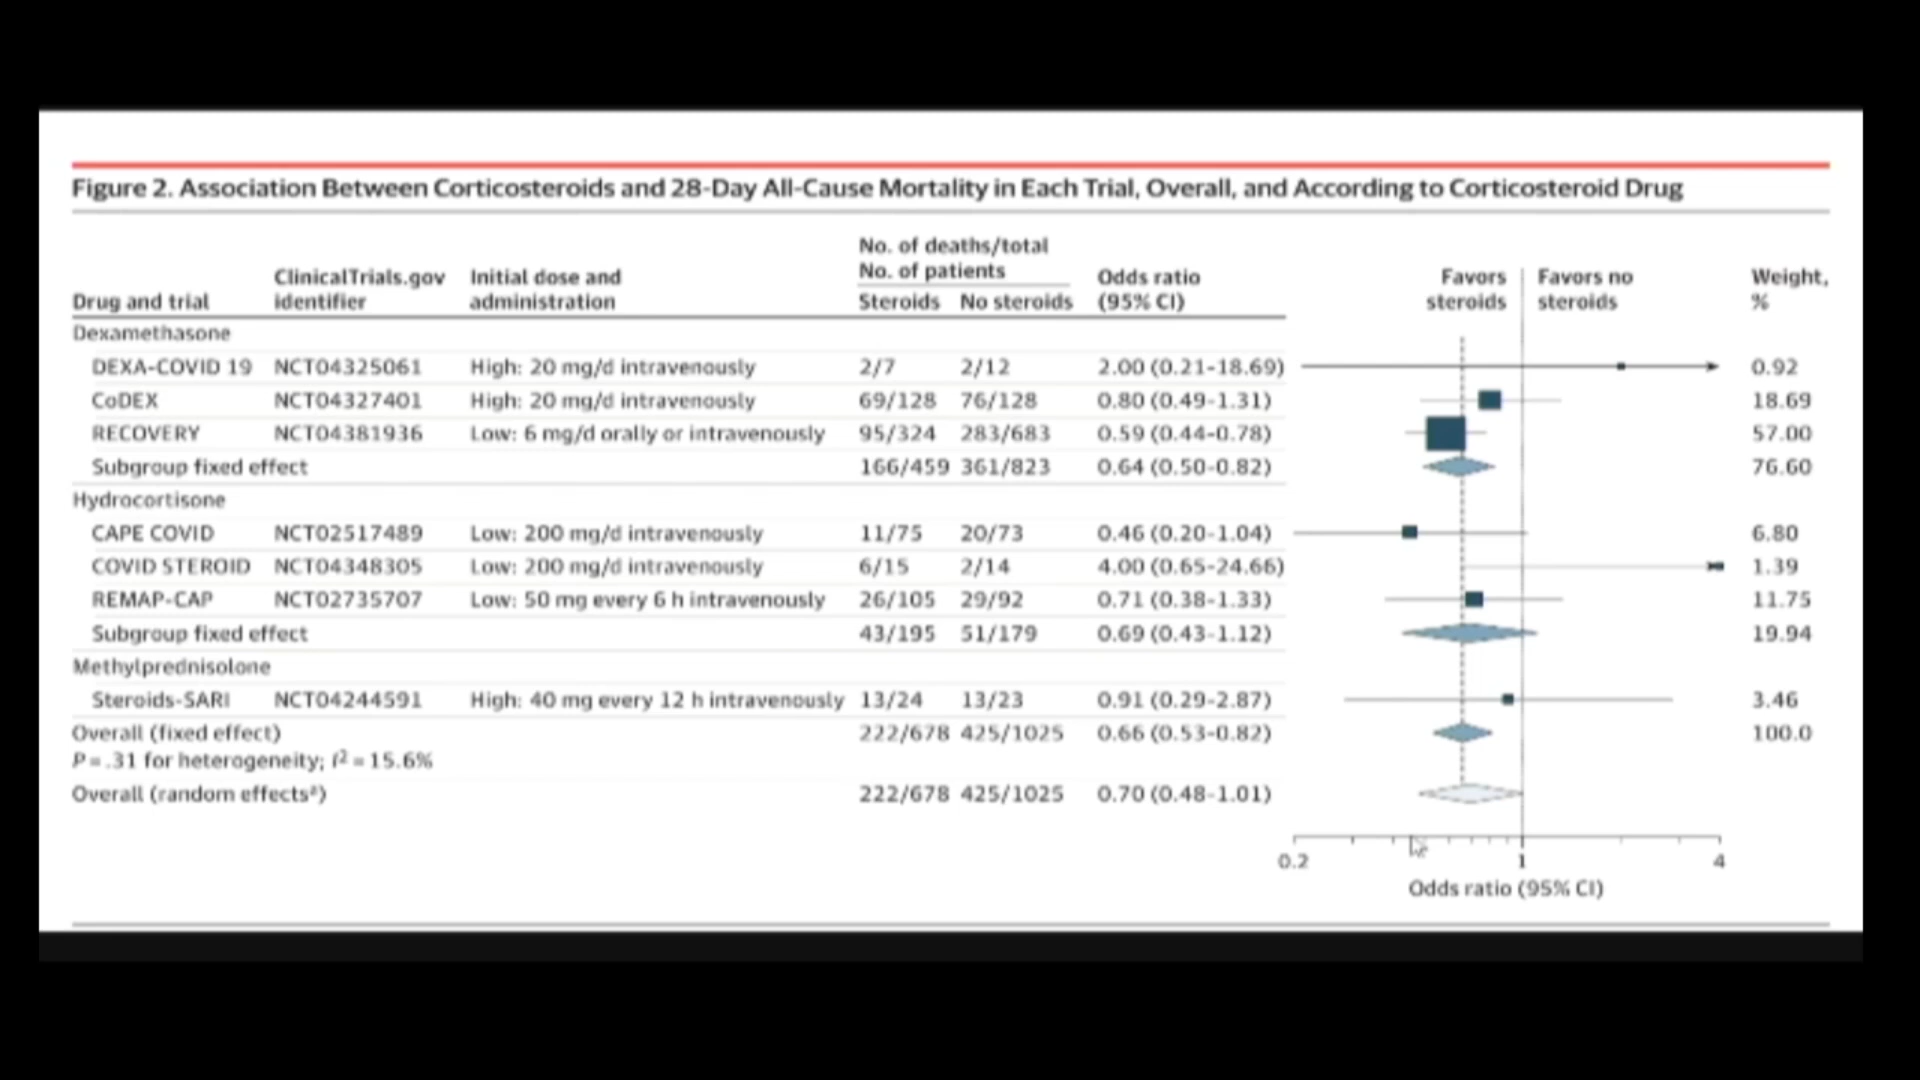 Figure 2. Association Between Corticosteroids and 28-Day All-Cause Mortality in Each Trial, Overall, and According to Corticosteroid Drug
Drug and trial ClinicalTrials.gov identifier Initial dose and administration No. of deaths/total No. of patients Steroids No steroids Odds ratio (95% CI) Favors steroids Favors no steroids Weight, %
Dexamethasone
DEXA-COVID 19 NCT04325061 High: 20 mg/d intravenously 2/7 2/12 2.00 (0.21-18.69) 0.92
CoDEX NCT04327401 High: 20 mg/d intravenously 69/128 76/128 0.80 (0.49-1.31) 18.69
RECOVERY NCT04381936 Low: 6 mg/d orally or intravenously 95/324 283/683 0.59 (0.44-0.78) 57.00
Subgroup fixed effect 166/459 361/823 0.64 (0.50-0.82) 76.60
Hydrocortisone
CAPE COVID NCT02517489 Low: 200 mg/d intravenously 11/75 20/73 0.46 (0.20-1.04) 6.80
COVID STEROID NCT04348305 Low: 200 mg/d intravenously 6/15 2/14 4.00 (0.65-24.66) 1.39
REMAP-CAP NCT02735707 Low: 50 mg every 6 h intravenously 26/105 29/92 0.71 (0.38-1.33) 11.75
Subgroup fixed effect 43/195 51/179 0.69 (0.43-1.12) 19.94
Methylprednisolone
Steroids-SARI NCT04244591 High: 40 mg every 12 h intravenously 13/24 13/23 0.91 (0.29-2.87) 3.46
Overall (fixed effect) 222/678 425/1025 0.66 (0.53-0.82) 100.0
P = .31 for heterogeneity; I² = 15.6%
Overall (random effectsª) 222/678 425/1025 0.70 (0.48-1.01)
0.2 1 4
Odds ratio (95% CI)